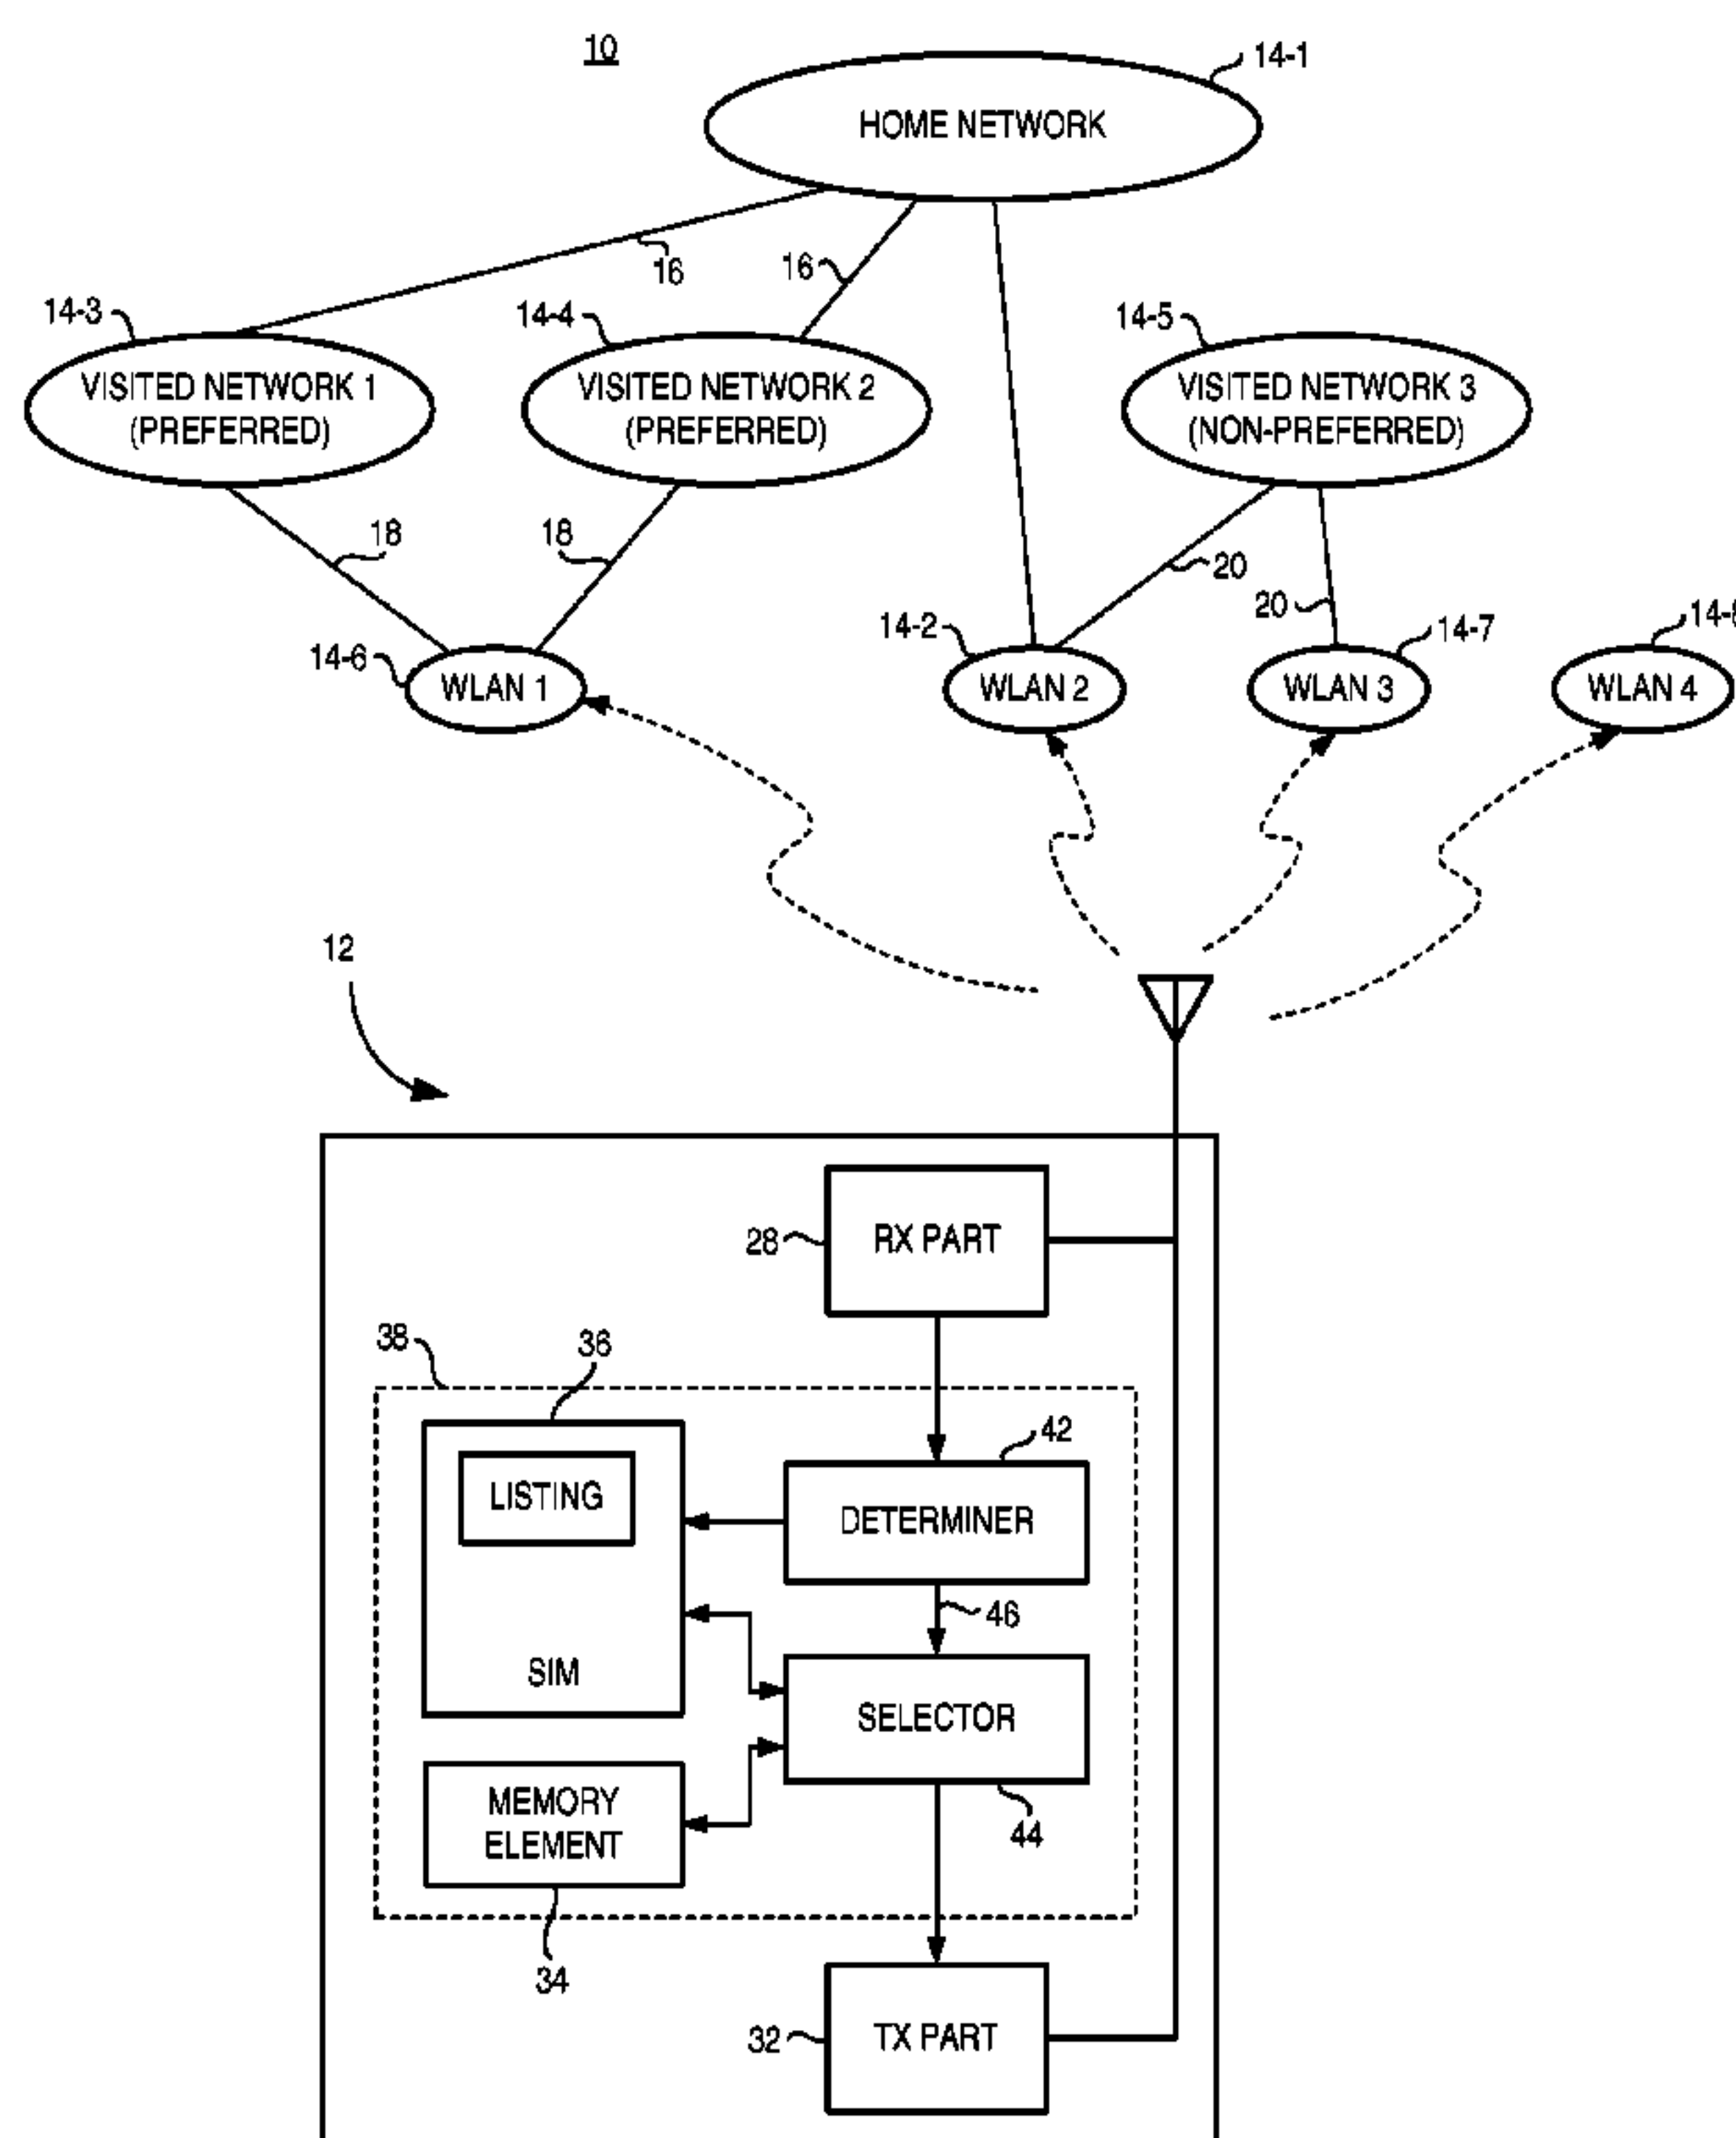 10
14-1
HOME NETWORK
16
16
14-3
14-4
14-5
VISITED NETWORK 1
(PREFERRED)
VISITED NETWORK 2
(PREFERRED)
VISITED NETWORK 3
(NON-PREFERRED)
18
18
20
20
14-6
14-2
14-7
14-8
WLAN 1
WLAN 2
WLAN 3
WLAN 4
12
28
RX PART
38
36
42
LISTING
DETERMINER
46
SIM
SELECTOR
MEMORY
ELEMENT
44
34
32
TX PART